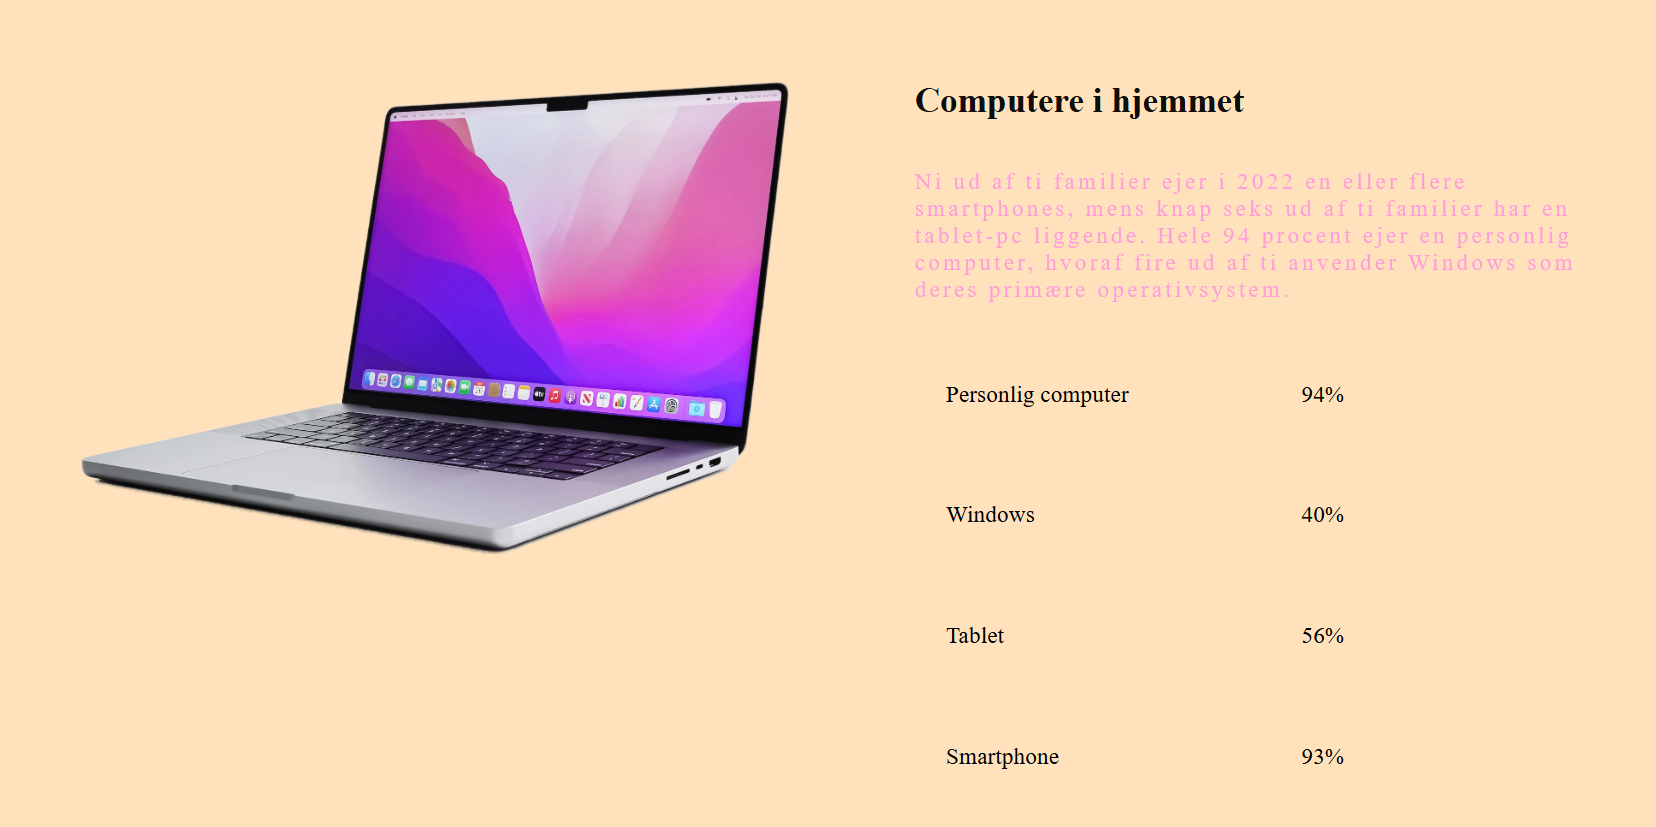 Computere i hjemmet
Ni ud af ti familier ejer i 2022 en eller flere
smartphones, mens knap seks ud af ti familier har en
tablet-pc liggende. Hele 94 procent ejer en personlig
computer, hvoraf fire ud af ti anvender Windows som
deres primære operativsystem.
Personlig computer 94%
Windows 40%
Tablet 56%
Smartphone 93%